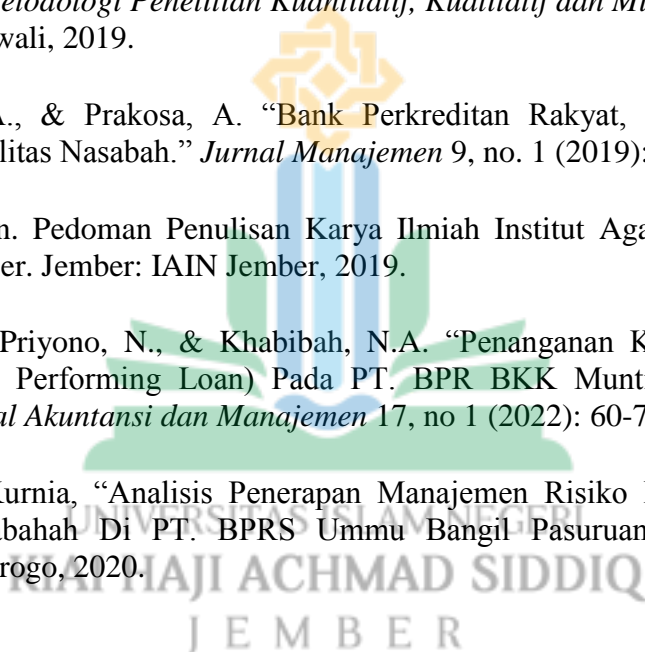 Metodologi Penelitian Kuantitatif, Kualitatif dan
wali, 2019.
A., & Prakosa, A. “Bank Perkreditan Rakyat,
litas Nasabah.” Jurnal Manajemen 9, no. 1 (2019):
n. Pedoman Penulisan Karya Ilmiah Institut Aga
er. Jember: IAIN Jember, 2019.
Priyono, N., & Khabibah, N.A. “Penanganan K
Performing Loan) Pada PT. BPR BKK Munti
al Akuntansi dan Manajemen 17, no 1 (2022): 60-7
Kurnia, “Analisis Penerapan Manajemen Risiko
abahah Di PT. BPRS Ummu Bangil Pasuruan
UNIVERSITAS ISLAM NEGERI
rogo, 2020.
KIAI HAJI ACHMAD SIDDIQ
JEMBER